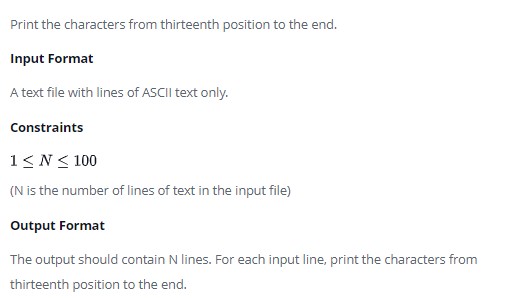 Print the characters from thirteenth position to the end.
Input Format
A text file with lines of ASCII text only.
Constraints
1 ≤ N ≤ 100
(N is the number of lines of text in the input file)
Output Format
The output should contain N lines. For each input line, print the characters from
thirteenth position to the end.